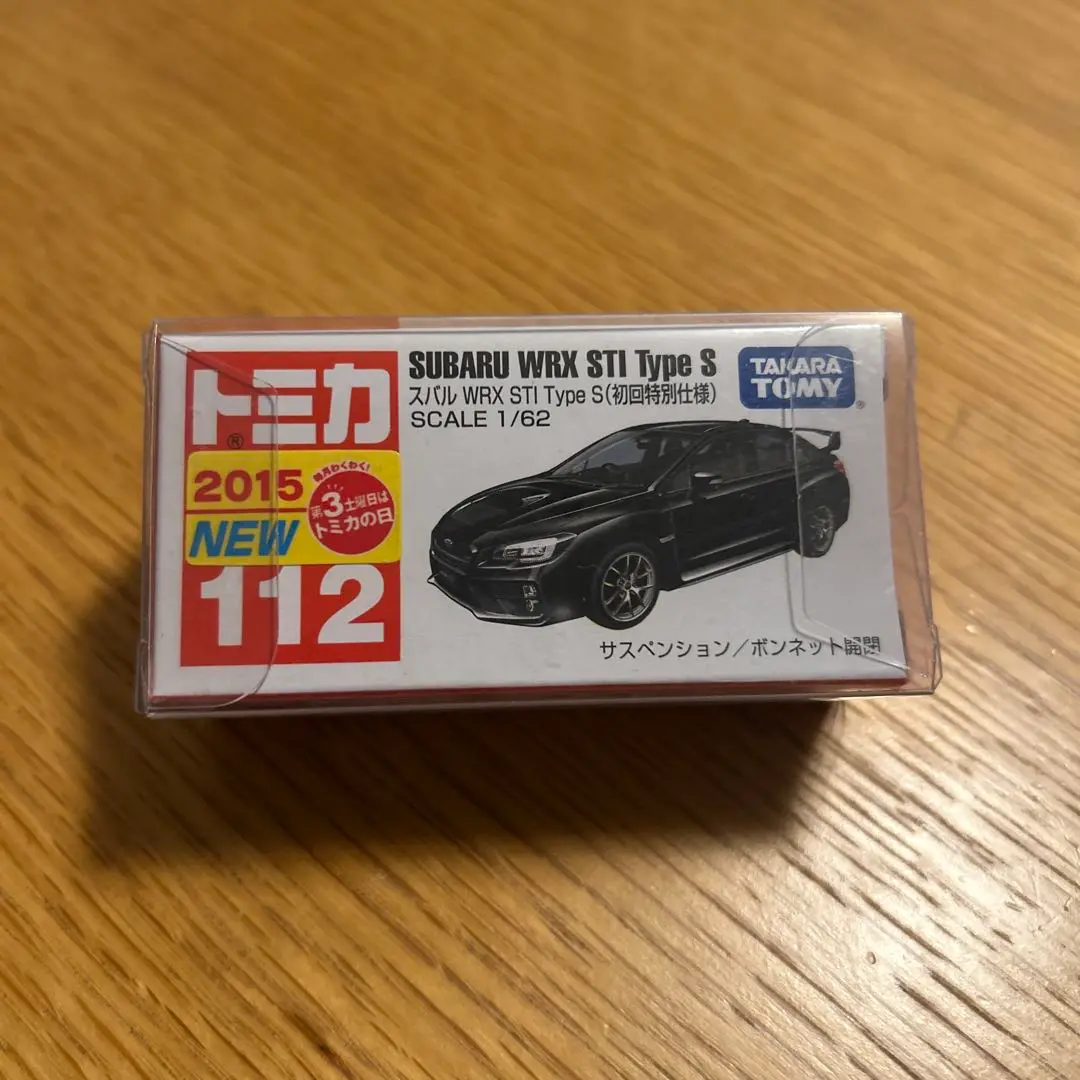 トミカ
®
2015
NEW
毎月わくわく!
第3土曜日は
トミカの日
112
SUBARU WRX STI Type S
スバル WRX STI Type S(初回特別仕様)
SCALE 1/62
TAKARA
TOMY
®
サスペンション/ボンネット開閉